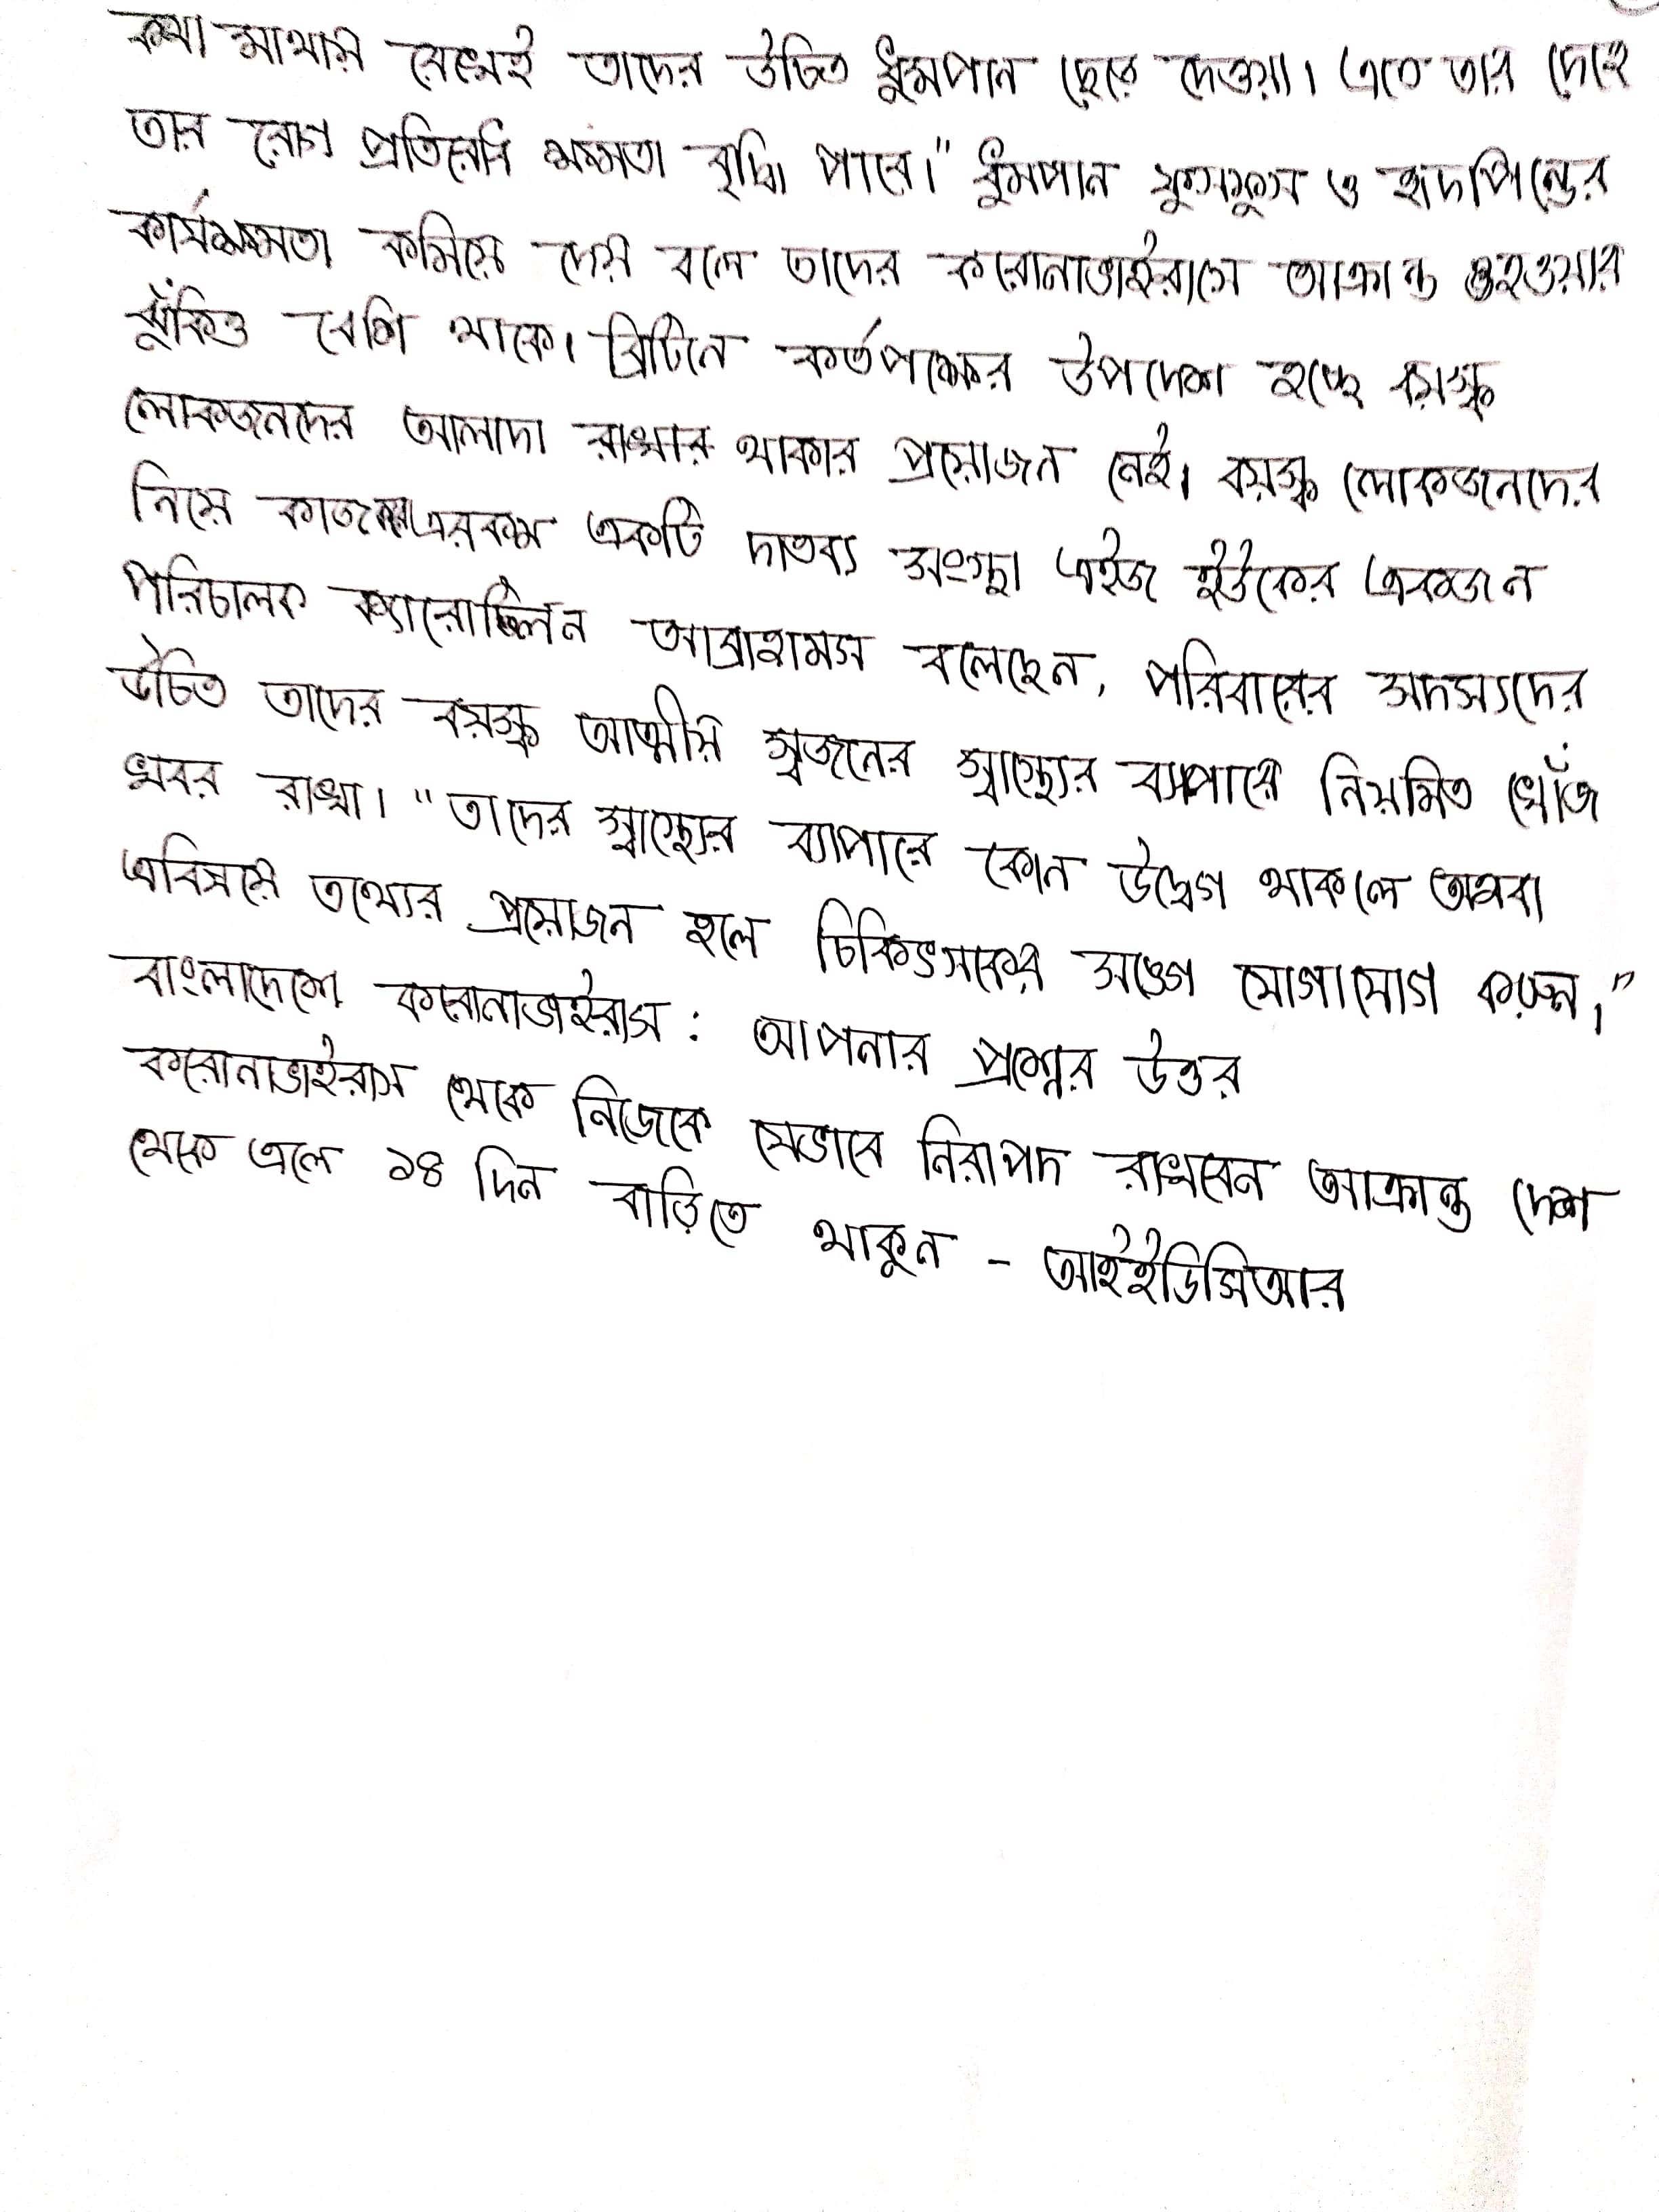 কথা মাথায় রেখেই তাদের উচিত ধুমপান ছেরে দেওয়া। এতে তার দেহে
তার রোগ প্রতিরোধ ক্ষমতা বৃদ্ধি পাবে।" ধুমপান ফুসফুস ও হৃদপিন্ডের
কার্যক্ষমতা কমিয়ে দেয় বলে তাদের করোনাভাইরাসে আক্রান্ত হওয়ার
ঝুঁকিও বেশি থাকে। ব্রিটেনে কর্তপক্ষের উপদেশ হচ্ছে বয়স্ক
লোকজনদের আলাদা রাখার থাকার প্রয়োজন নেই। বয়স্ক লোকজনদের
নিয়ে কাজ করে এরকম একটি দাতব্য সংস্থা এইজ ইউকের একজন
পরিচালক ক্যারোলিন আব্রাহামস বলেছেন, পরিবারের সদস্যদের
উচিত তাদের বয়স্ক আত্মীয় স্বজনের স্বাস্থ্যের ব্যাপারে নিয়মিত খোঁজ
খবর রাখা। "তাদের স্বাস্থ্যের ব্যাপারে কোন উদ্বেগ থাকলে অথবা
এবিষয়ে তথ্যের প্রয়োজন হলে চিকিৎসকের সঙ্গে যোগাযোগ করুন।"
বাংলাদেশে করোনাভাইরাস : আপনার প্রশ্নের উত্তর
করোনাভাইরাস থেকে নিজেকে যেভাবে নিরাপদ রাখবেন আক্রান্ত দেশ
থেকে এলে ১৪ দিন বাড়িতে থাকুন - আইইডিসিআর